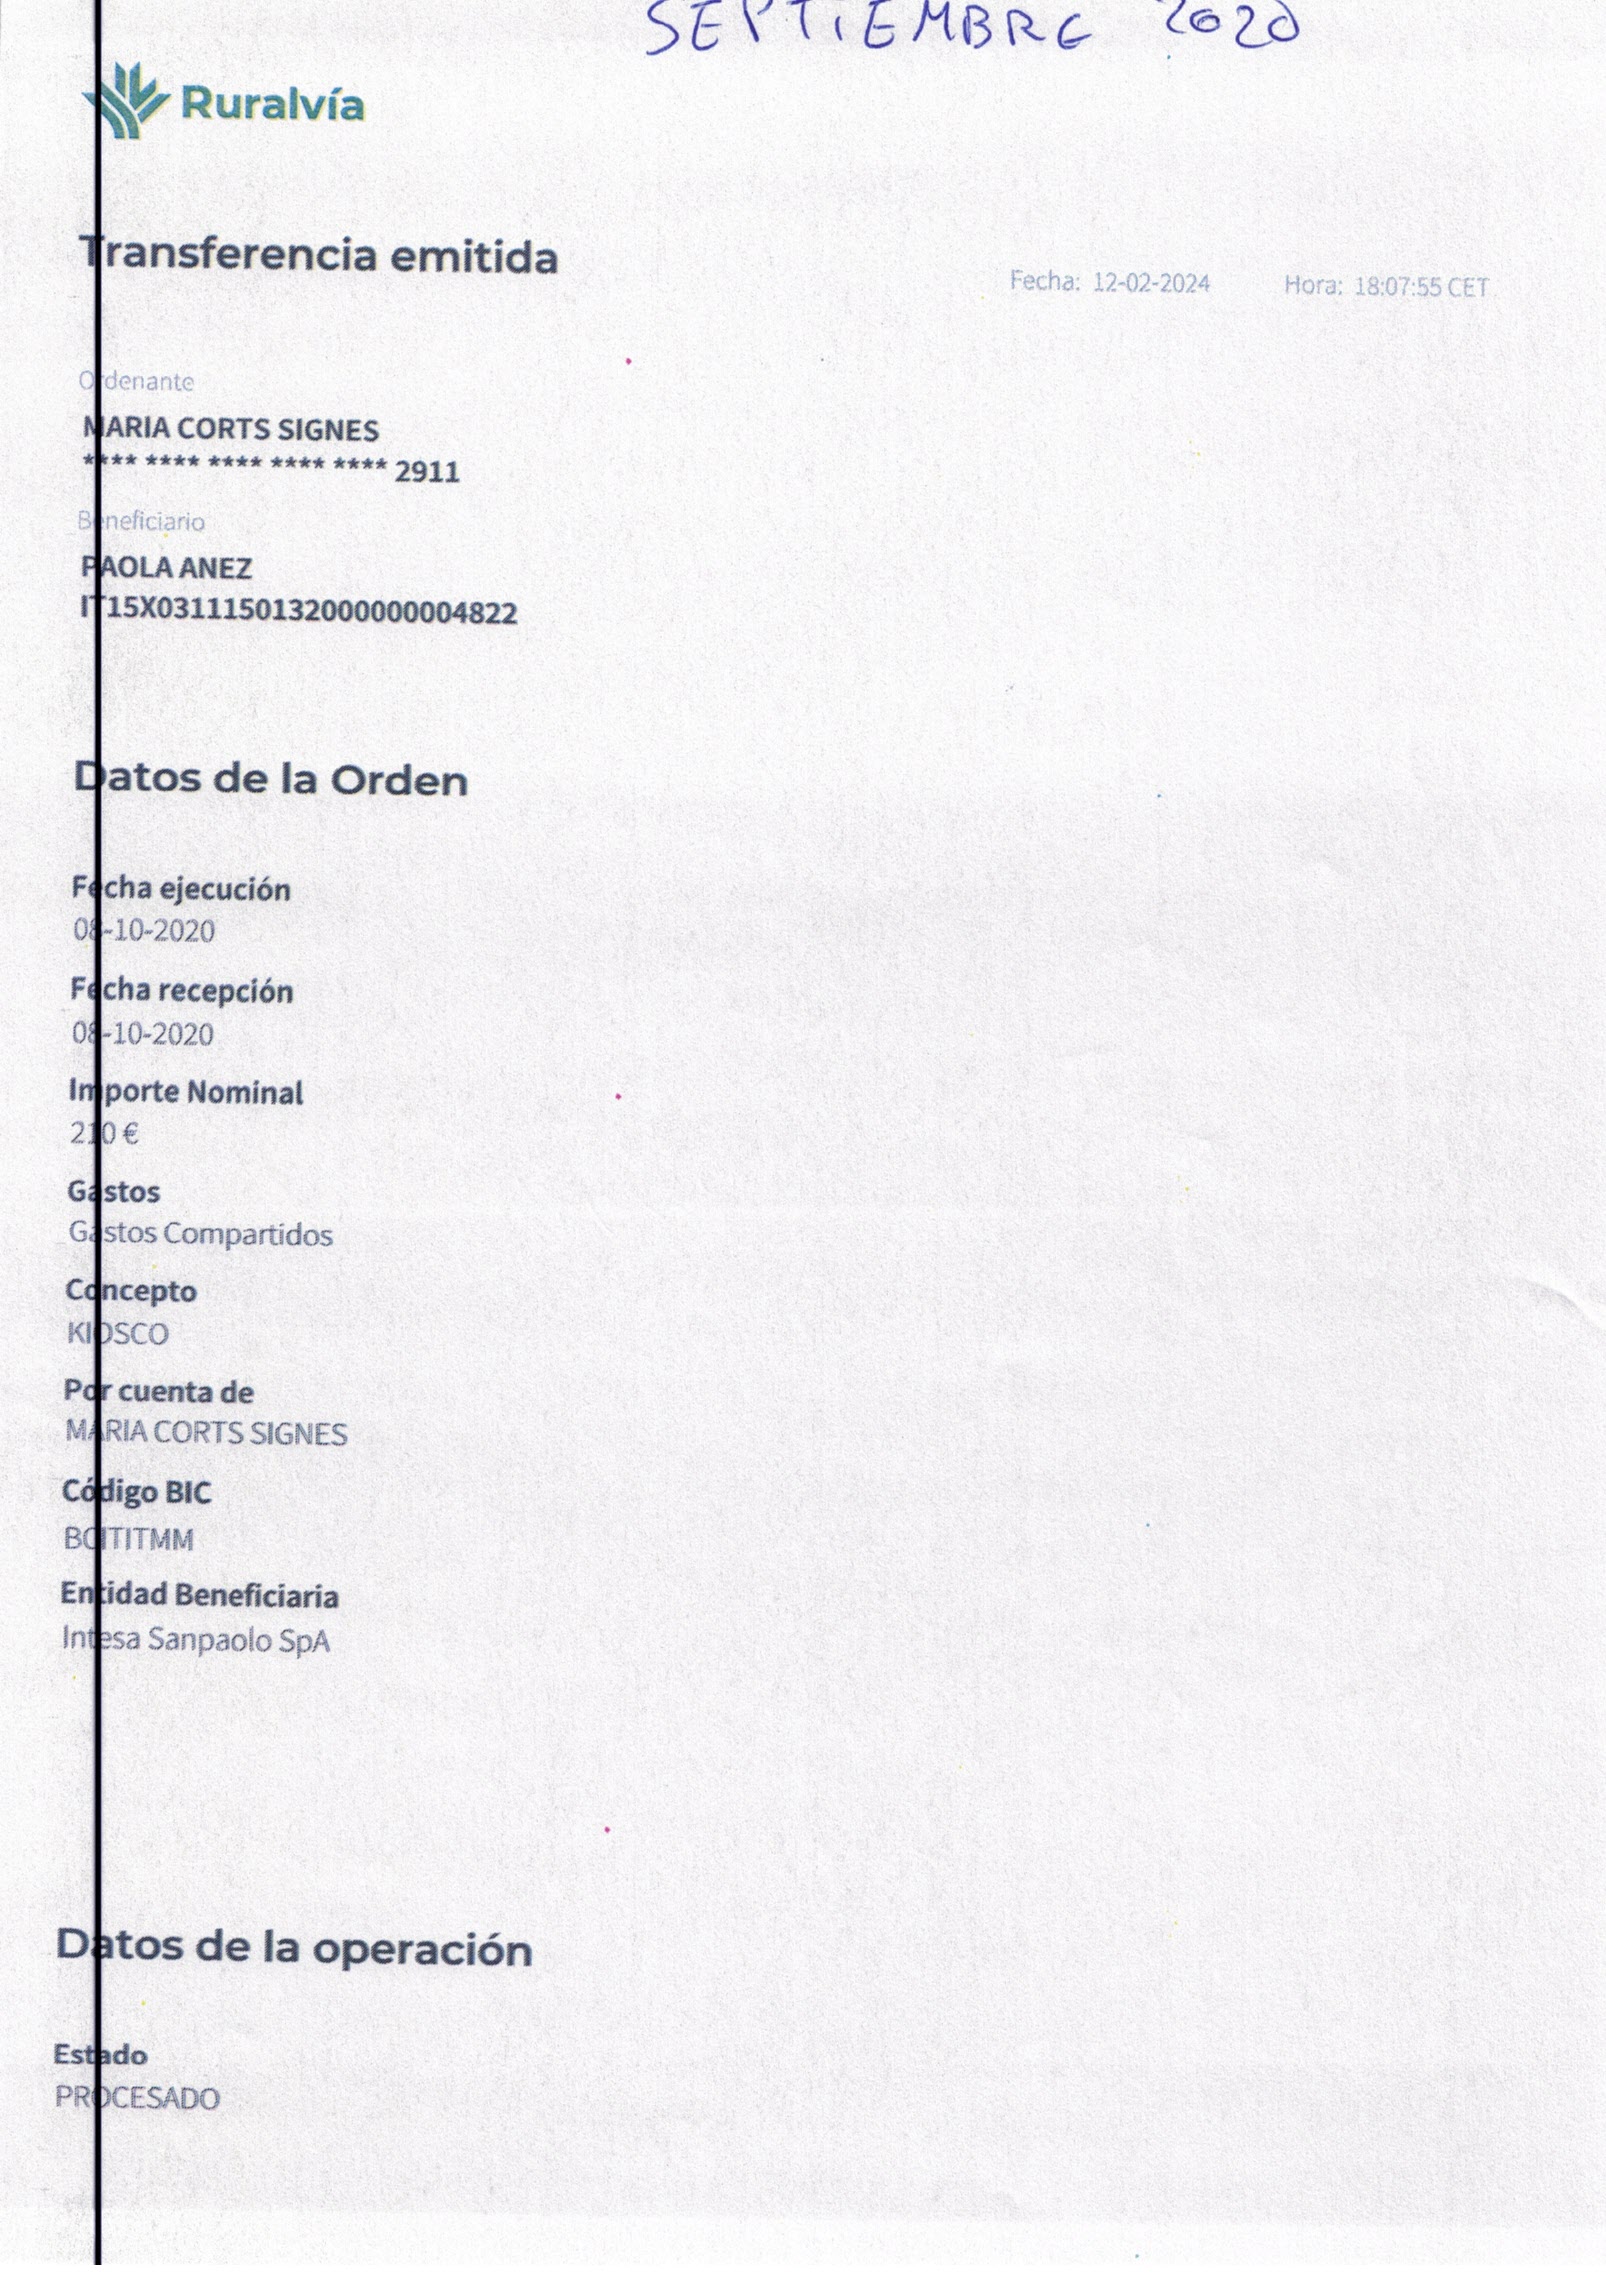 SEPTIEMBRE 2020
Ruralvía
Transferencia emitida
Fecha: 12-02-2024 Hora: 18:07:55 CET
Ordenante
MARIA CORTS SIGNES
**** **** **** **** **** 2911
Beneficiario
PAOLA ANEZ
IT15X0311150132000000004822
Datos de la Orden
Fecha ejecución
08-10-2020
Fecha recepción
08-10-2020
Importe Nominal
210 €
Gastos
Gastos Compartidos
Concepto
KIOSCO
Por cuenta de
MARIA CORTS SIGNES
Código BIC
BCITITMM
Entidad Beneficiaria
Intesa Sanpaolo SpA
Datos de la operación
Estado
PROCESADO